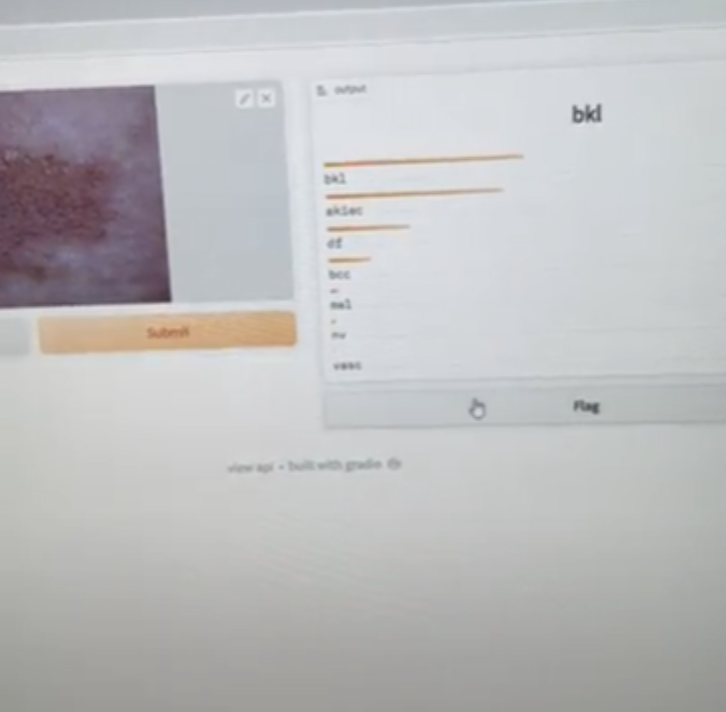 output
bkl
bkl
akiec
df
bcc
mel
nv
vasc
Submit
Flag
view api • built with gradio